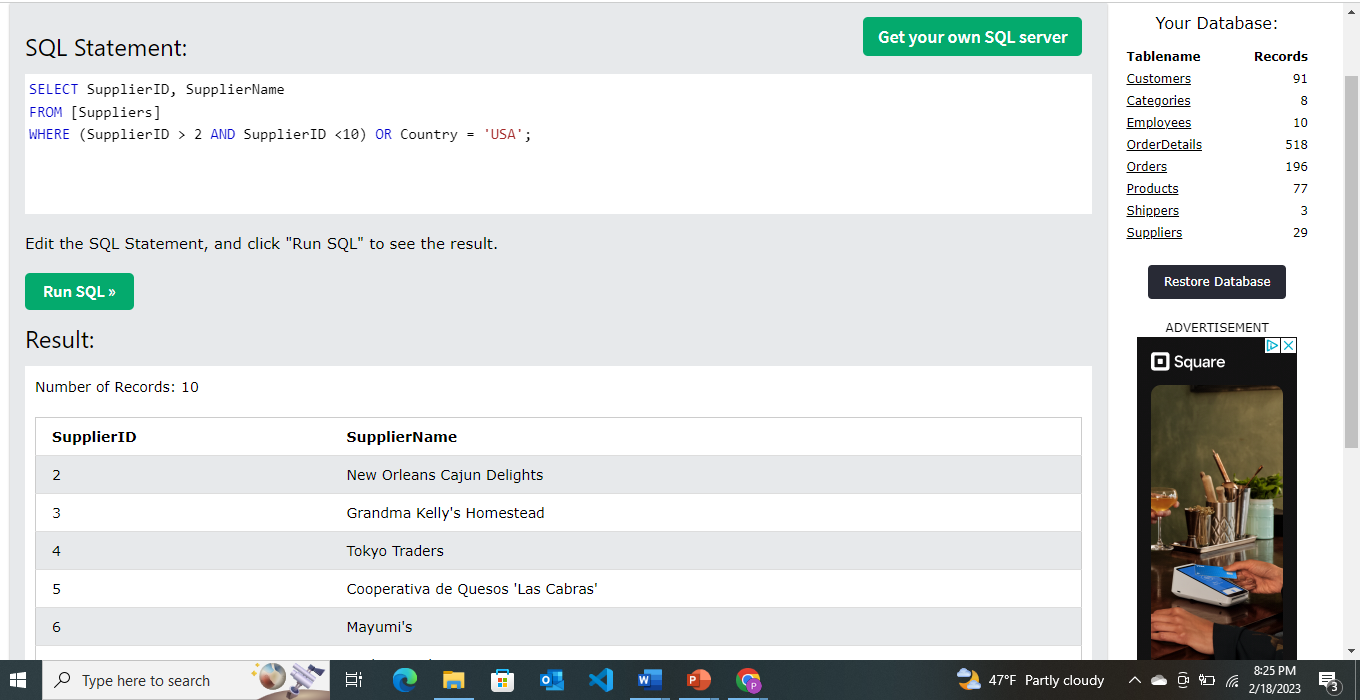 SQL Statement:
Get your own SQL server
SELECT SupplierID, SupplierName
FROM [Suppliers]
WHERE (SupplierID > 2 AND SupplierID <10) OR Country = 'USA';
Edit the SQL Statement, and click "Run SQL" to see the result.
Run SQL »
Result:
Number of Records: 10
SupplierID SupplierName
2 New Orleans Cajun Delights
3 Grandma Kelly's Homestead
4 Tokyo Traders
5 Cooperativa de Quesos 'Las Cabras'
6 Mayumi's
Your Database:
Tablename Records
Customers 91
Categories 8
Employees 10
OrderDetails 518
Orders 196
Products 77
Shippers 3
Suppliers 29
Restore Database
ADVERTISEMENT
Square
Type here to search
47°F Partly cloudy
8:25 PM
2/18/2023
3